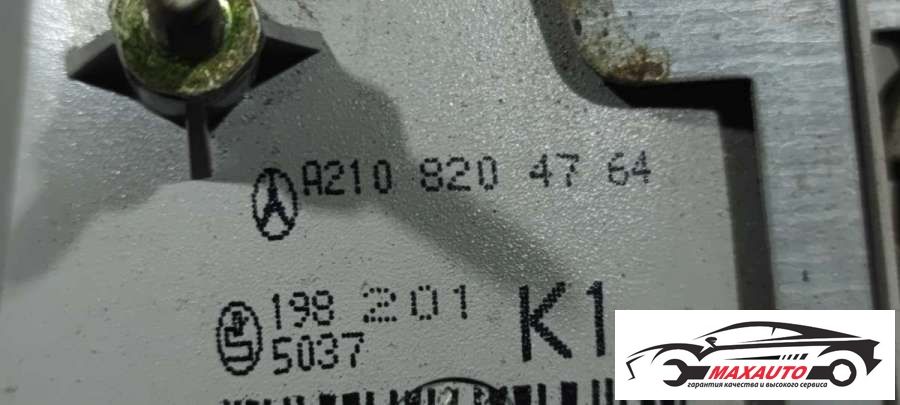 A210 820 47 64
198 201 K1
5037
MAXAUTO
гарантия качества и высокого сервиса